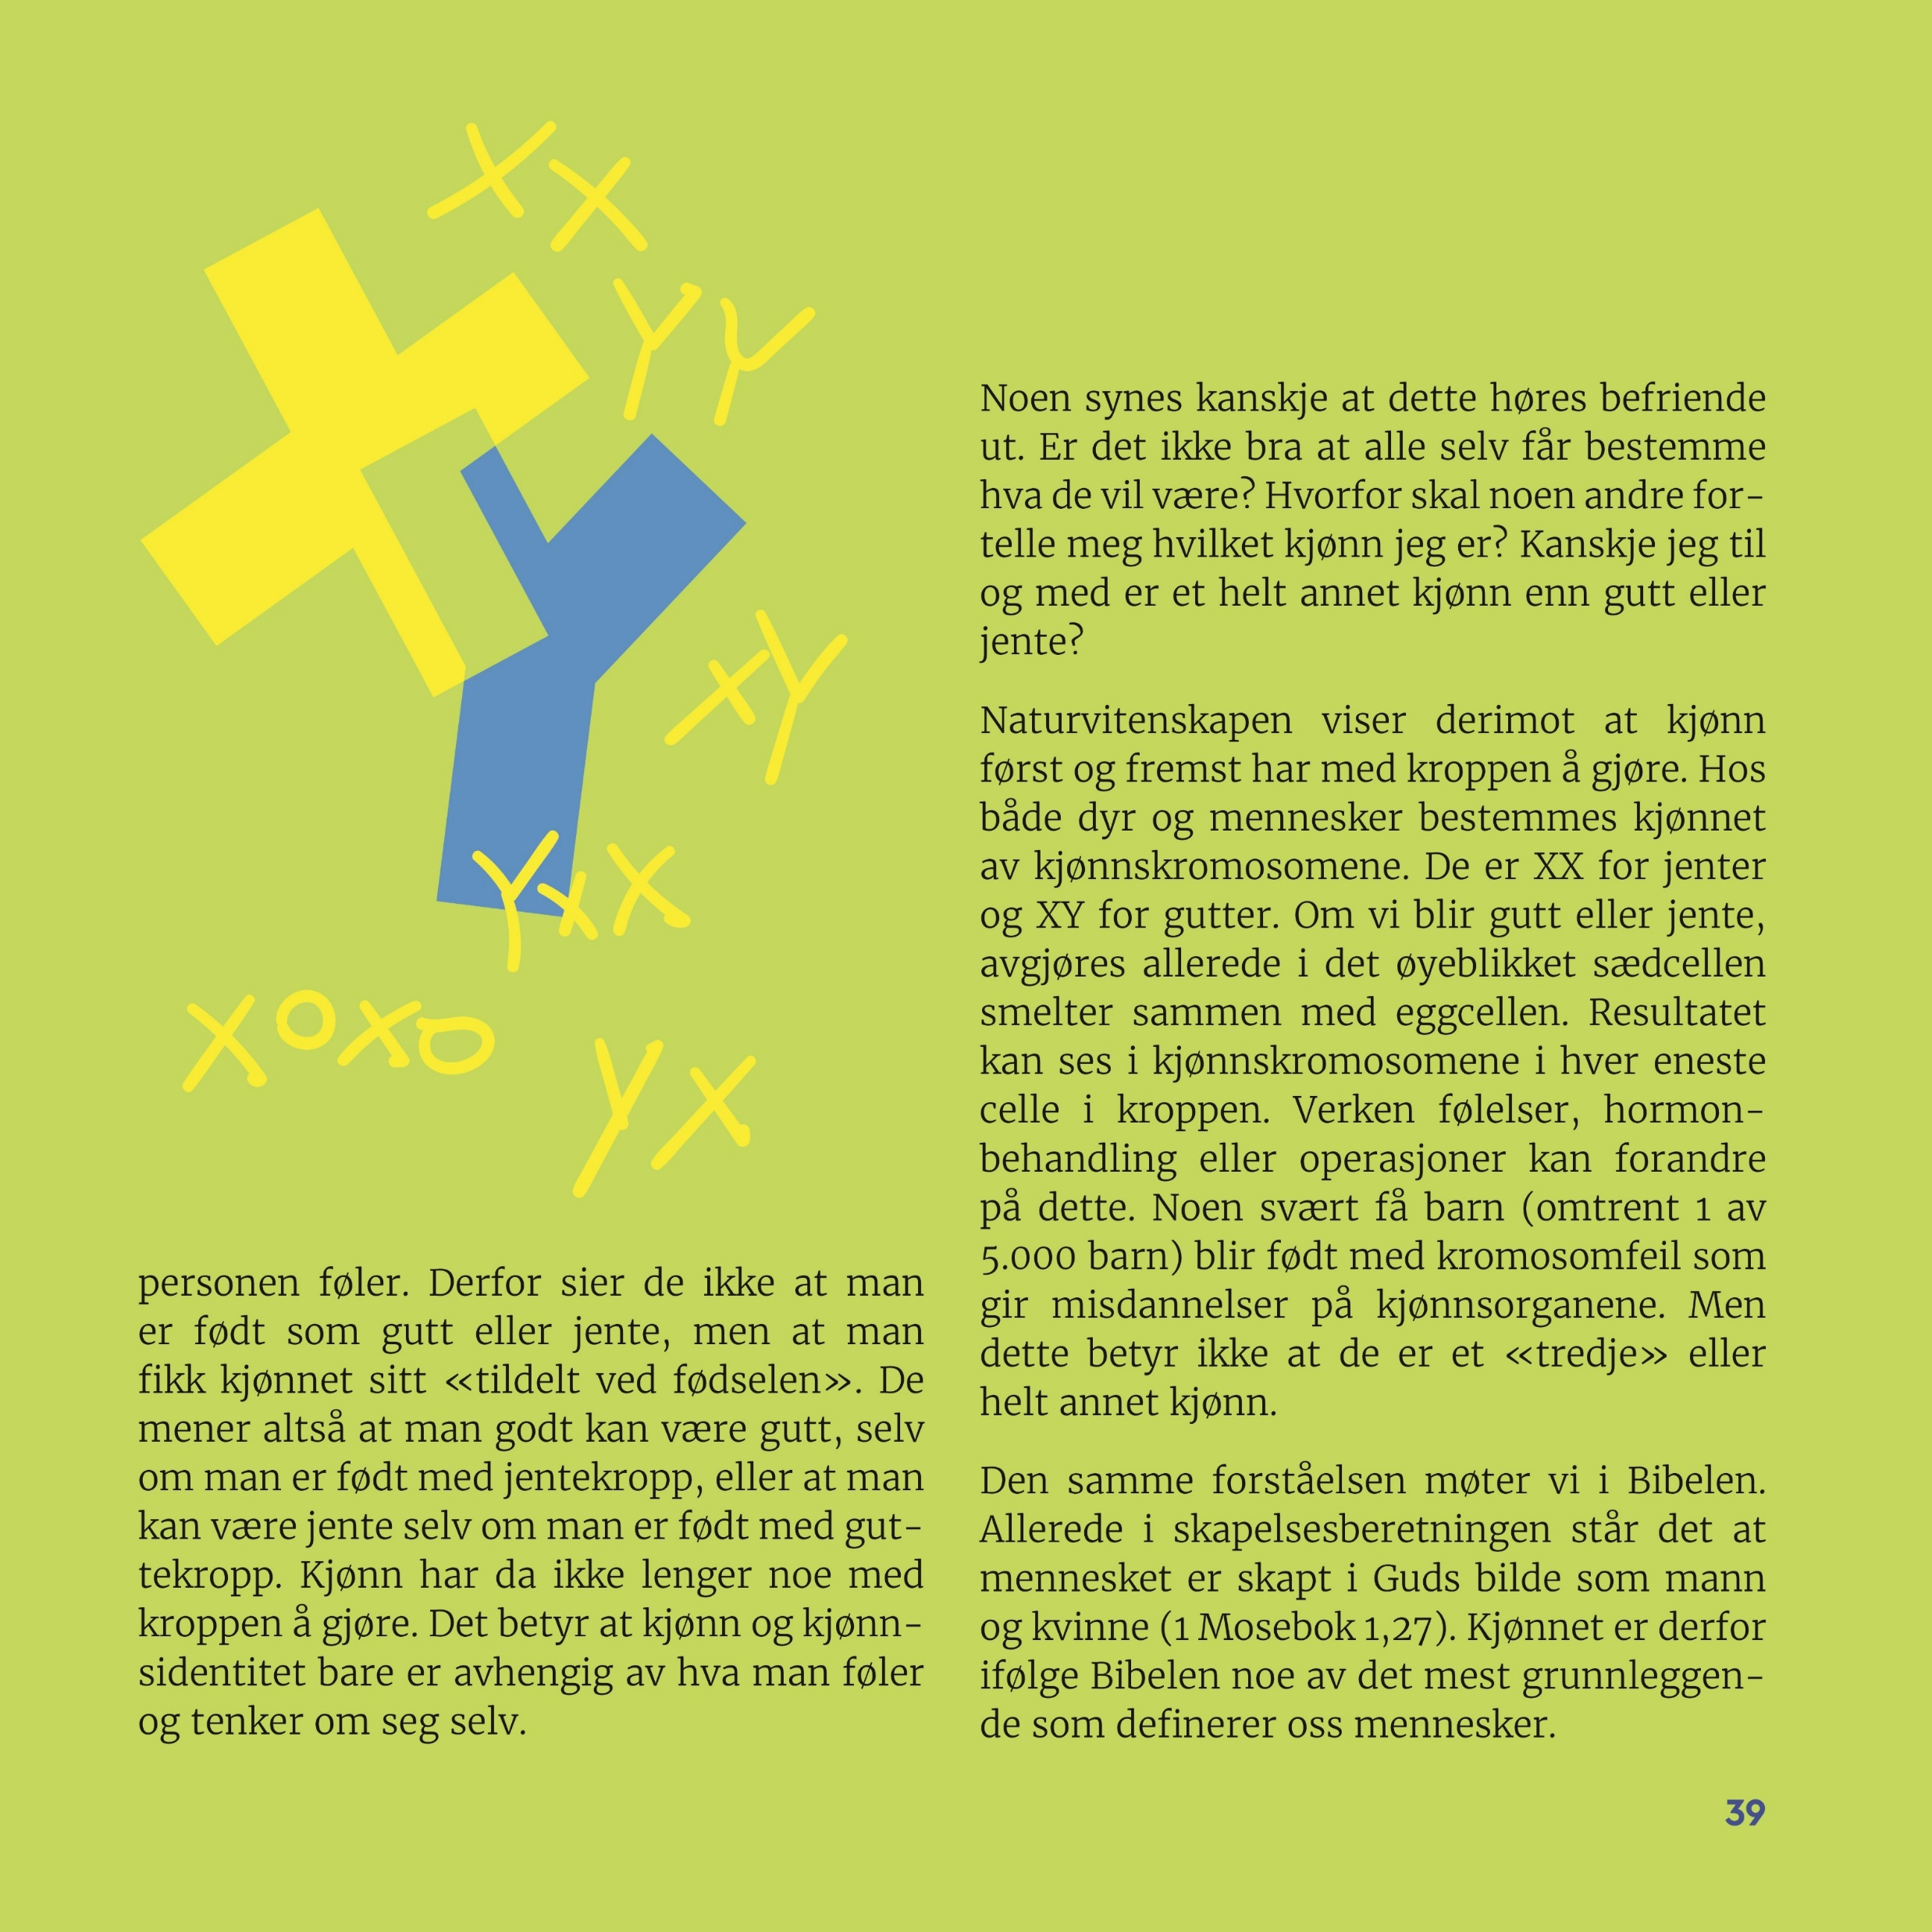 XX
YY
XY
YXX
XOXO
YX
personen føler. Derfor sier de ikke at man
er født som gutt eller jente, men at man
fikk kjønnet sitt «tildelt ved fødselen». De
mener altså at man godt kan være gutt, selv
om man er født med jentekropp, eller at man
kan være jente selv om man er født med gut-
tekropp. Kjønn har da ikke lenger noe med
kroppen å gjøre. Det betyr at kjønn og kjønn-
sidentitet bare er avhengig av hva man føler
og tenker om seg selv.
Noen synes kanskje at dette høres befriende
ut. Er det ikke bra at alle selv får bestemme
hva de vil være? Hvorfor skal noen andre for-
telle meg hvilket kjønn jeg er? Kanskje jeg til
og med er et helt annet kjønn enn gutt eller
jente?
Naturvitenskapen viser derimot at kjønn
først og fremst har med kroppen å gjøre. Hos
både dyr og mennesker bestemmes kjønnet
av kjønnskromosomene. De er XX for jenter
og XY for gutter. Om vi blir gutt eller jente,
avgjøres allerede i det øyeblikket sædcellen
smelter sammen med eggcellen. Resultatet
kan ses i kjønnskromosomene i hver eneste
celle i kroppen. Verken følelser, hormon-
behandling eller operasjoner kan forandre
på dette. Noen svært få barn (omtrent 1 av
5.000 barn) blir født med kromosomfeil som
gir misdannelser på kjønnsorganene. Men
dette betyr ikke at de er et «tredje» eller
helt annet kjønn.
Den samme forståelsen møter vi i Bibelen.
Allerede i skapelsesberetningen står det at
mennesket er skapt i Guds bilde som mann
og kvinne (1 Mosebok 1,27). Kjønnet er derfor
ifølge Bibelen noe av det mest grunnleggen-
de som definerer oss mennesker.
39